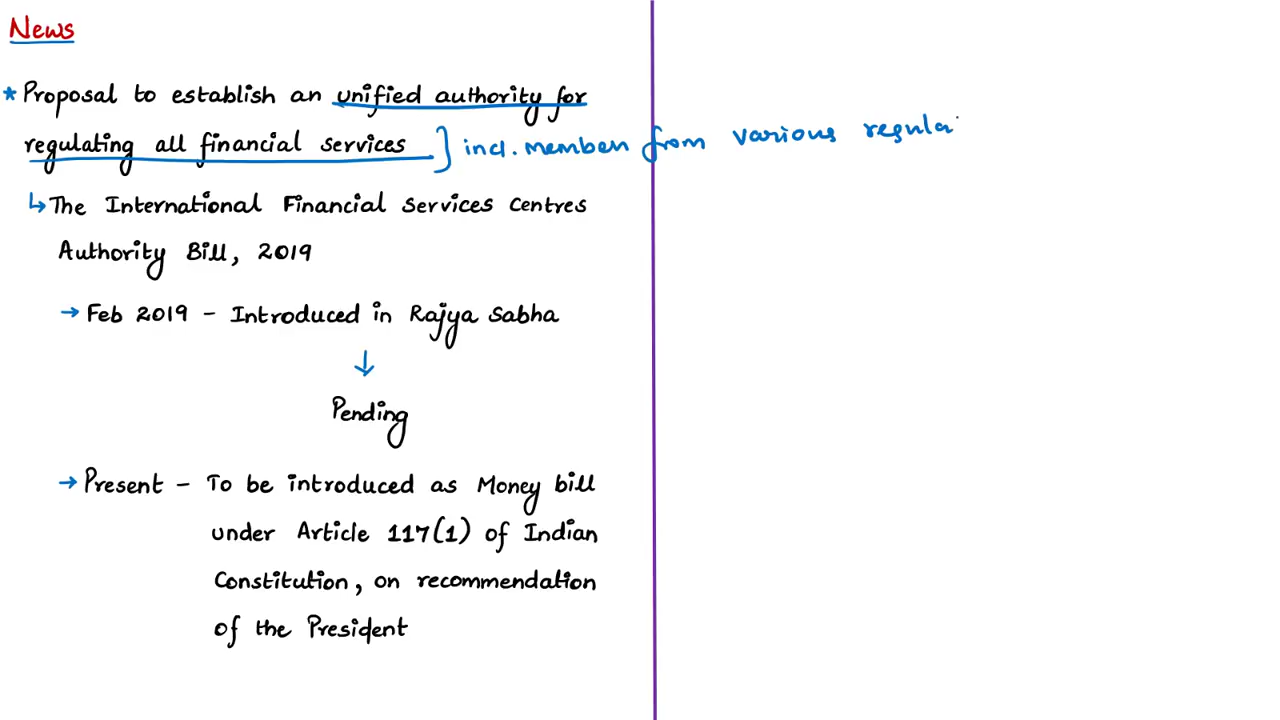 News
* Proposal to establish an unified authority for
regulating all financial services } incl. members from various regula
↳ The International Financial Services Centres
Authority Bill, 2019
→ Feb 2019 - Introduced in Rajya Sabha
↓
Pending
→ Present - To be introduced as Money bill
under Article 117(1) of Indian
Constitution, on recommendation
of the President